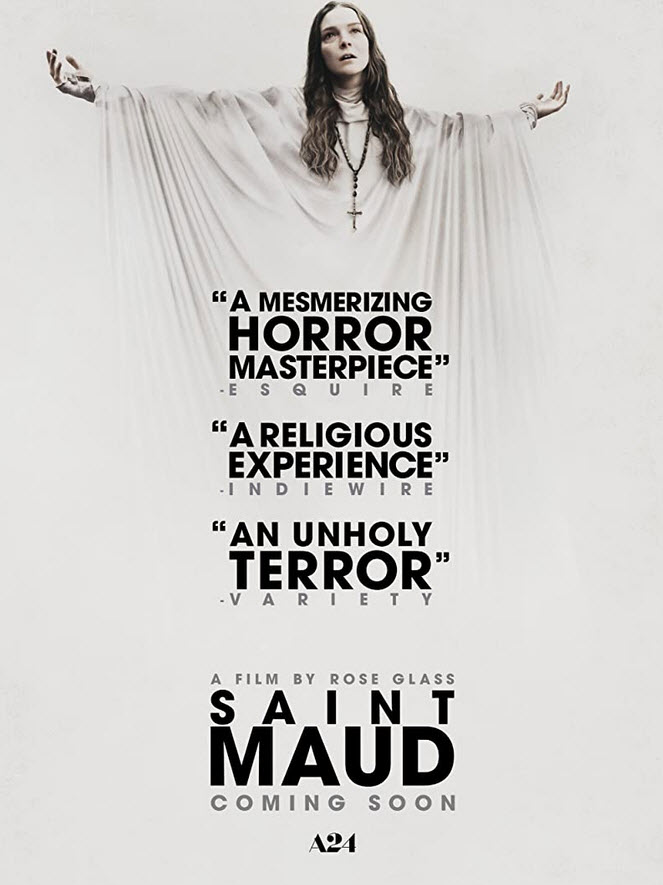 “A MESMERIZING
HORROR
MASTERPIECE”
-ESQUIRE
“A RELIGIOUS
EXPERIENCE”
-INDIEWIRE
“AN UNHOLY
TERROR”
-VARIETY
A FILM BY ROSE GLASS
SAINT
MAUD
COMING SOON
A24